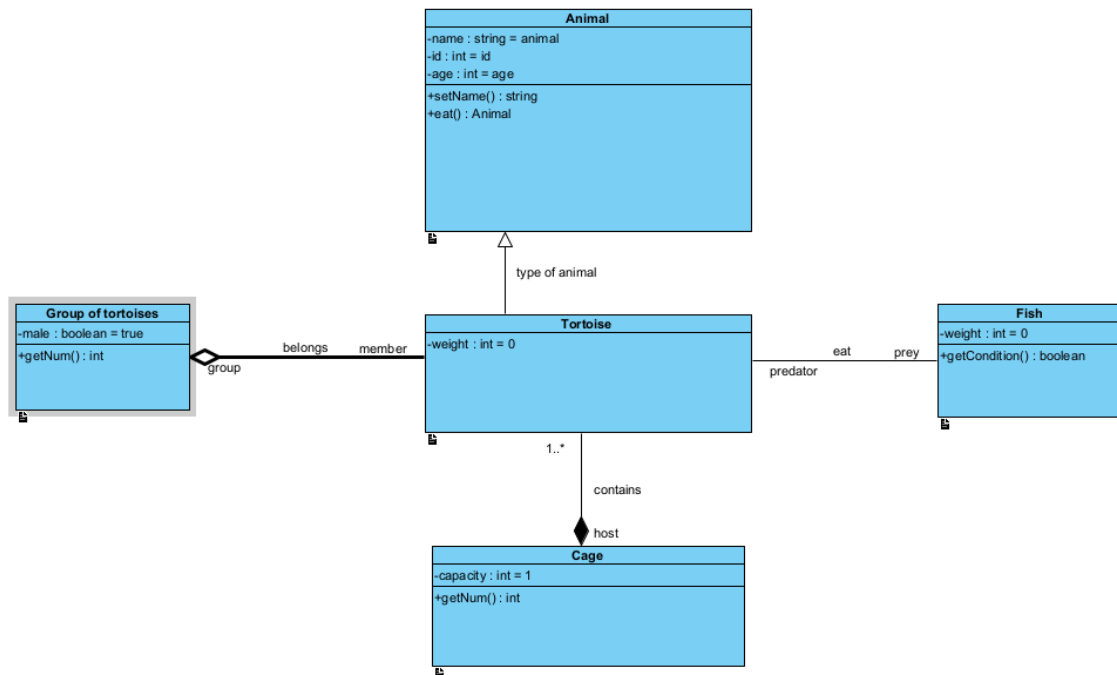 Animal
-name : string = animal
-id : int = id
-age : int = age
+setName() : string
+eat() : Animal
type of animal
Group of tortoises
-male : boolean = true
+getNum() : int
belongs
member
group
Tortoise
-weight : int = 0
eat
prey
predator
Fish
-weight : int = 0
+getCondition() : boolean
1..*
contains
host
Cage
-capacity : int = 1
+getNum() : int